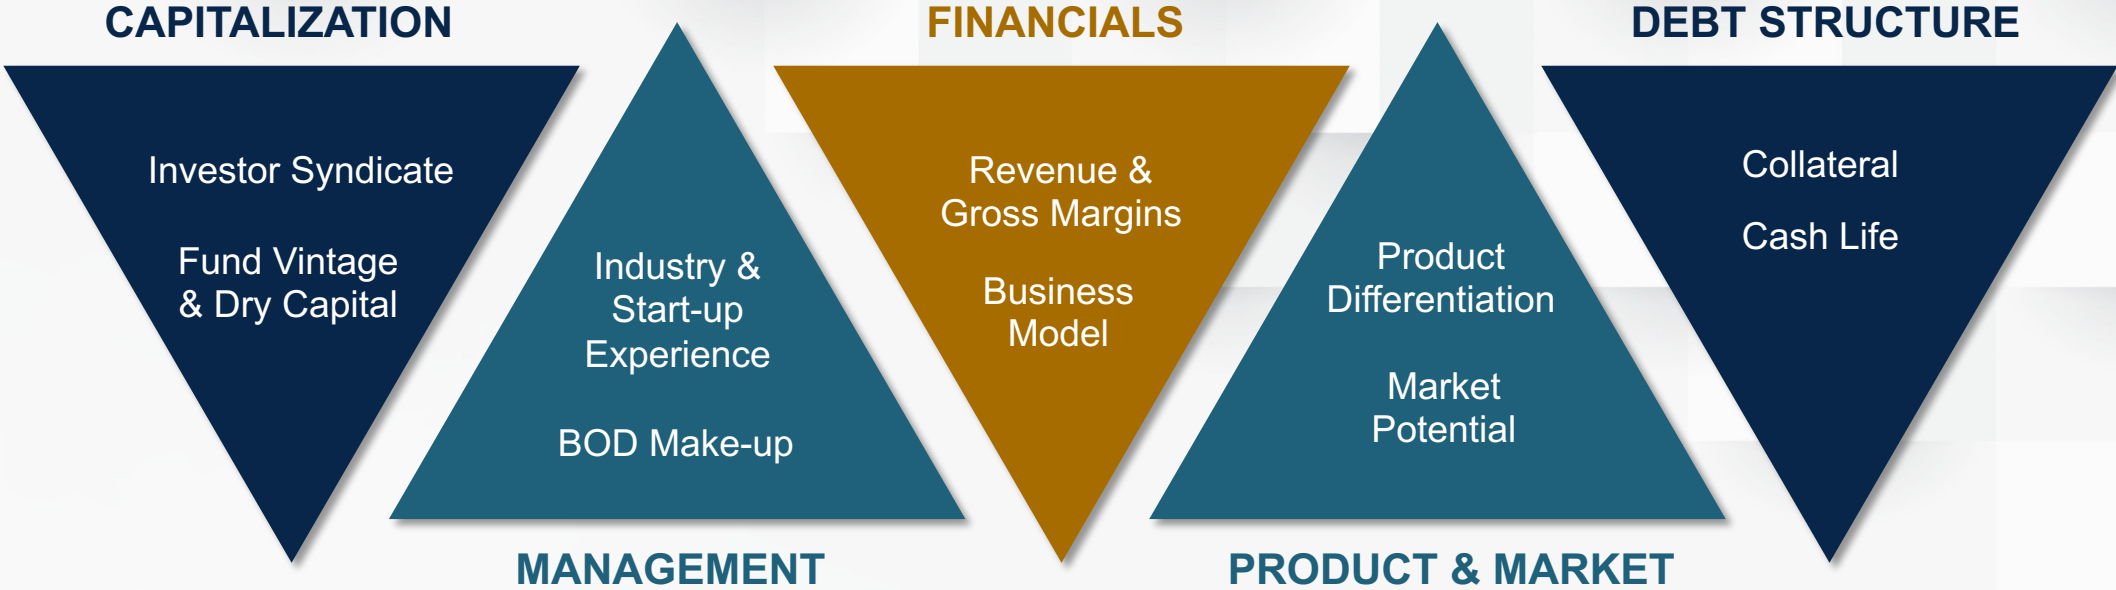 CAPITALIZATION
Investor Syndicate
Fund Vintage
& Dry Capital
Industry &
Start-up
Experience
BOD Make-up
MANAGEMENT
FINANCIALS
Revenue &
Gross Margins
Business
Model
Product
Differentiation
Market
Potential
PRODUCT & MARKET
DEBT STRUCTURE
Collateral
Cash Life